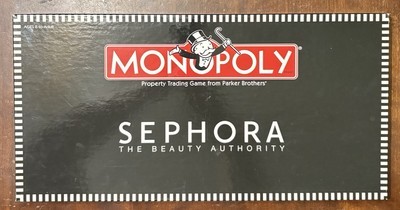 MONOPOLY®
Property Trading Game from Parker Brothers®
SEPHORA
THE BEAUTY AUTHORITY